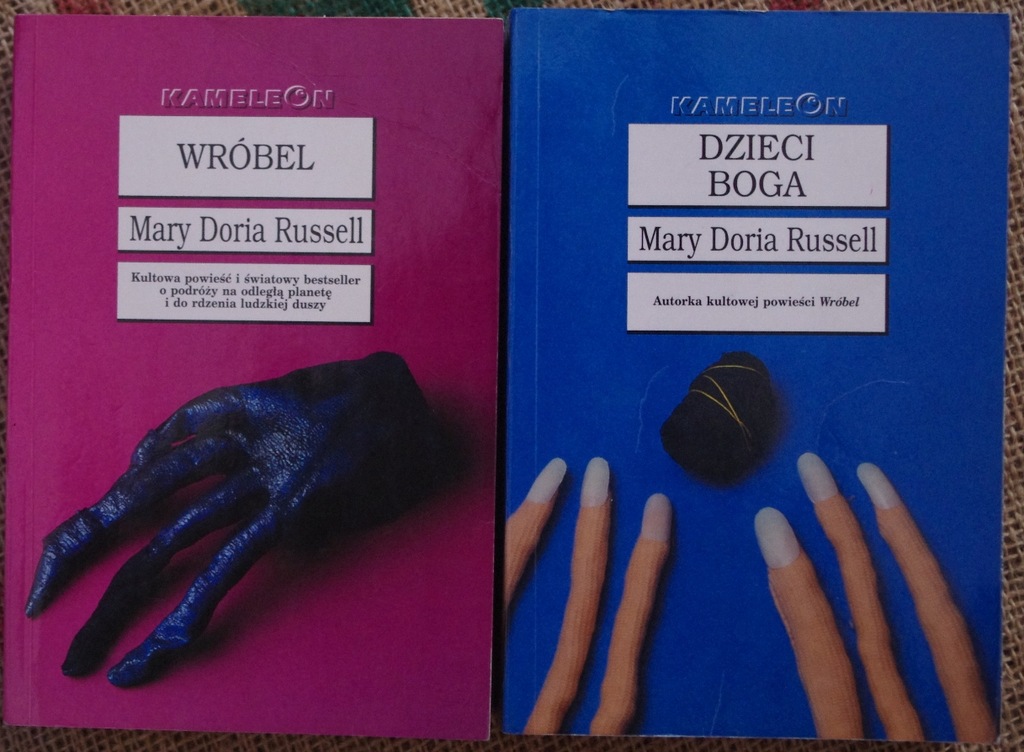 KAMELEON
WRÓBEL
Mary Doria Russell
Kultowa powieść i światowy bestseller
o podróży na odległą planetę
i do rdzenia ludzkiej duszy
KAMELEON
DZIECI
BOGA
Mary Doria Russell
Autorka kultowej powieści Wróbel